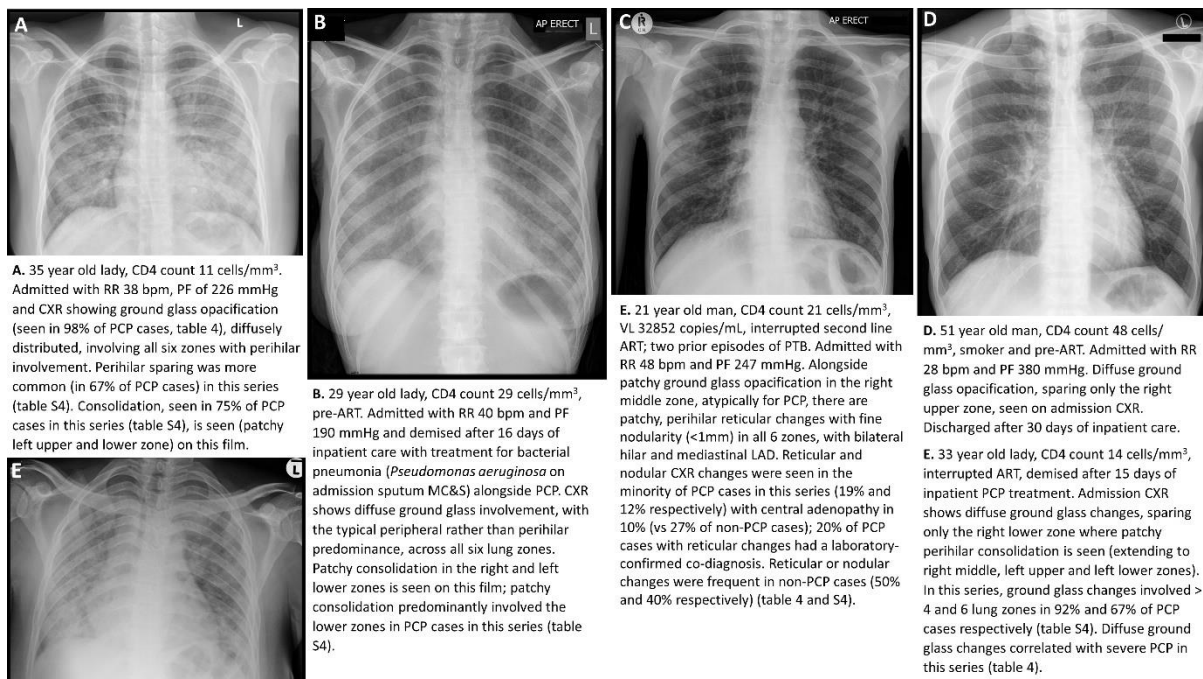 A
L
A. 35 year old lady, CD4 count 11 cells/mm³.
Admitted with RR 38 bpm, PF of 226 mmHg
and CXR showing ground glass opacification
(seen in 98% of PCP cases, table 4), diffusely
distributed, involving all six zones with perihilar
involvement. Perihilar sparing was more
common (in 67% of PCP cases) in this series
(table S4). Consolidation, seen in 75% of PCP
cases in this series (table S4), is seen (patchy
left upper and lower zone) on this film.
E
L
B
AP ERECT
L
B. 29 year old lady, CD4 count 29 cells/mm³,
pre-ART. Admitted with RR 40 bpm and PF
190 mmHg and demised after 16 days of
inpatient care with treatment for bacterial
pneumonia (Pseudomonas aeruginosa on
admission sputum MC&S) alongside PCP. CXR
shows diffuse ground glass involvement, with
the typical peripheral rather than perihilar
predominance, across all six lung zones.
Patchy consolidation in the right and left
lower zones is seen on this film; patchy
consolidation predominantly involved the
lower zones in PCP cases in this series (table
S4).
C
R
AP ERECT
E. 21 year old man, CD4 count 21 cells/mm³,
VL 32852 copies/mL, interrupted second line
ART; two prior episodes of PTB. Admitted with
RR 48 bpm and PF 247 mmHg. Alongside
patchy ground glass opacification in the right
middle zone, atypically for PCP, there are
patchy, perihilar reticular changes with fine
nodularity (<1mm) in all 6 zones, with bilateral
hilar and mediastinal LAD. Reticular and
nodular CXR changes were seen in the
minority of PCP cases in this series (19% and
12% respectively) with central adenopathy in
10% (vs 27% of non-PCP cases); 20% of PCP
cases with reticular changes had a laboratory-
confirmed co-diagnosis. Reticular or nodular
changes were frequent in non-PCP cases (50%
and 40% respectively) (table 4 and S4).
D
L
D. 51 year old man, CD4 count 48 cells/
mm³, smoker and pre-ART. Admitted with RR
28 bpm and PF 380 mmHg. Diffuse ground
glass opacification, sparing only the right
upper zone, seen on admission CXR.
Discharged after 30 days of inpatient care.
E. 33 year old lady, CD4 count 14 cells/mm³,
interrupted ART, demised after 15 days of
inpatient PCP treatment. Admission CXR
shows diffuse ground glass changes, sparing
only the right lower zone where patchy
perihilar consolidation is seen (extending to
right middle, left upper and left lower zones).
In this series, ground glass changes involved >
4 and 6 lung zones in 92% and 67% of PCP
cases respectively (table S4). Diffuse ground
glass changes correlated with severe PCP in
this series (table 4).